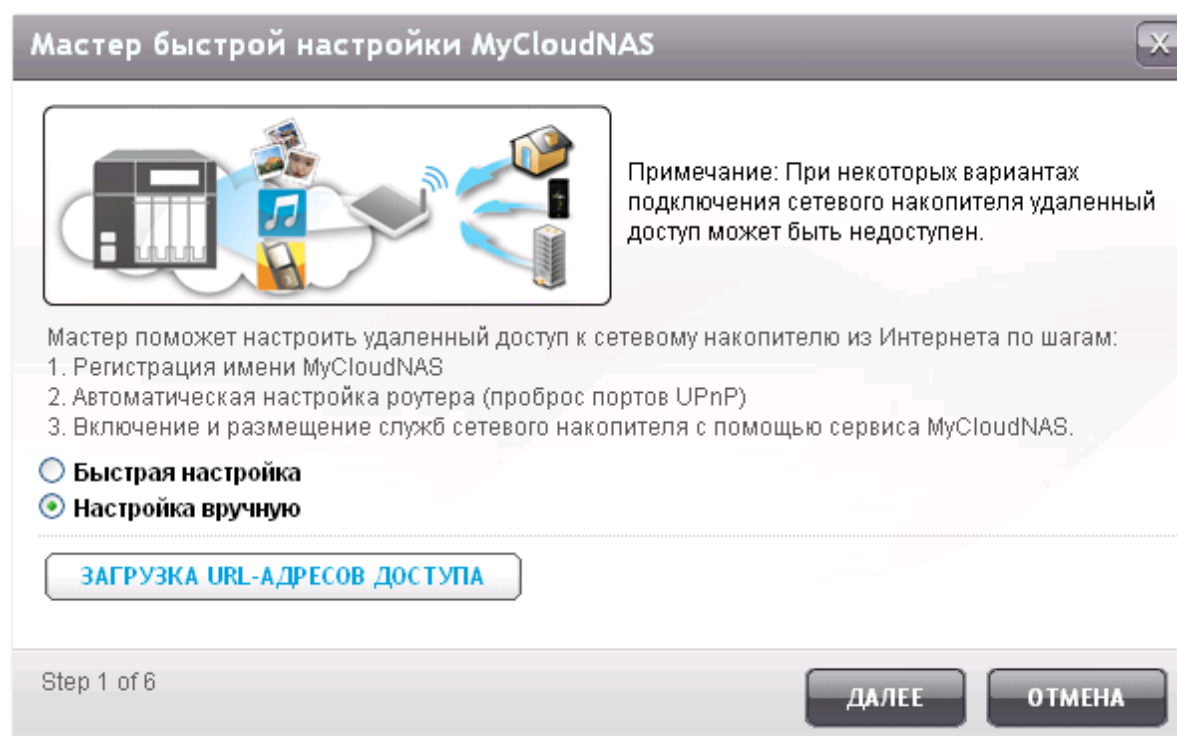 Мастер быстрой настройки MyCloudNAS
Примечание: При некоторых вариантах
подключения сетевого накопителя удаленный
доступ может быть недоступен.
Мастер поможет настроить удаленный доступ к сетевому накопителю из Интернета по шагам:
1. Регистрация имени MyCloudNAS
2. Автоматическая настройка роутера (проброс портов UPnP)
3. Включение и размещение служб сетевого накопителя с помощью сервиса MyCloudNAS.
Быстрая настройка
Настройка вручную
ЗАГРУЗКА URL-АДРЕСОВ ДОСТУПА
Step 1 of 6
ДАЛЕЕ
ОТМЕНА